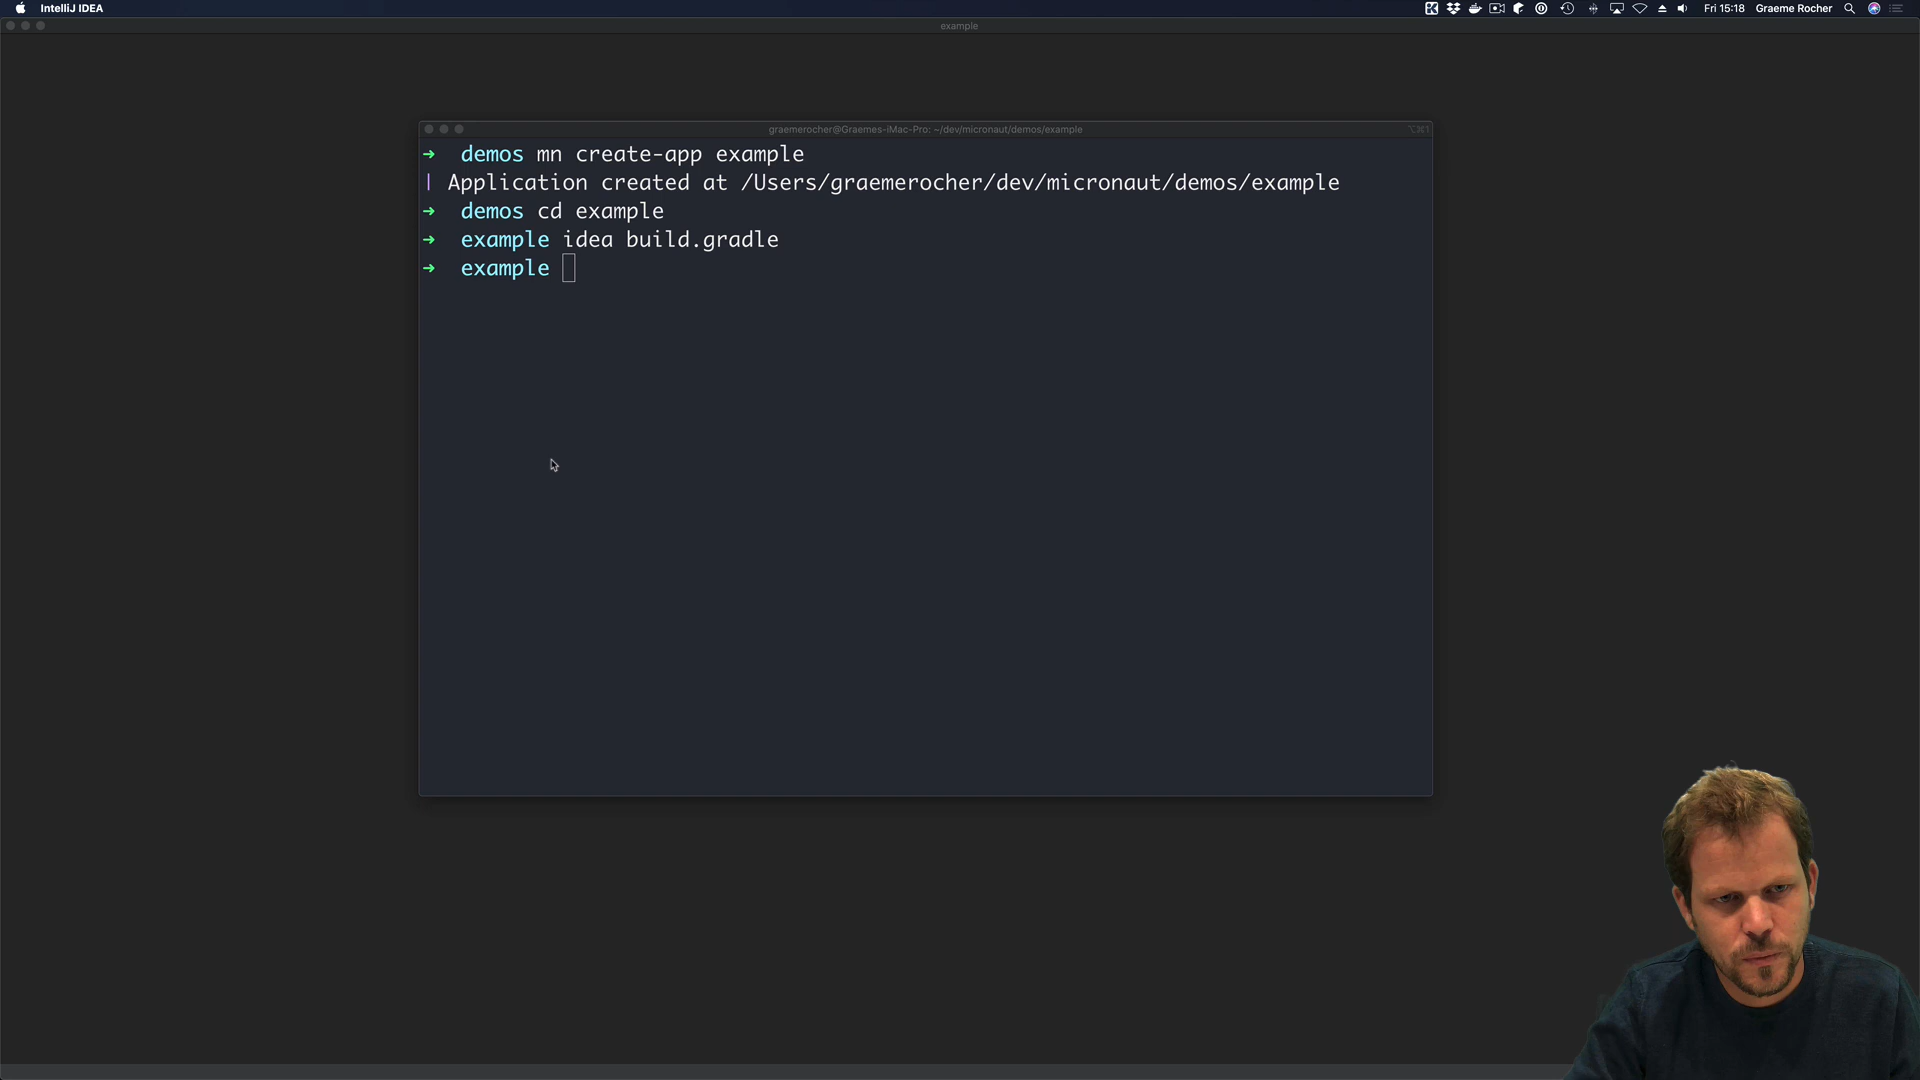 IntelliJ IDEA
Fri 15:18 Graeme Rocher
example
graemerocher@Graemes-iMac-Pro: ~/dev/micronaut/demos/example
⌥⌘1
➜ demos mn create-app example
| Application created at /Users/graemerocher/dev/micronaut/demos/example
➜ demos cd example
➜ example idea build.gradle
➜ example